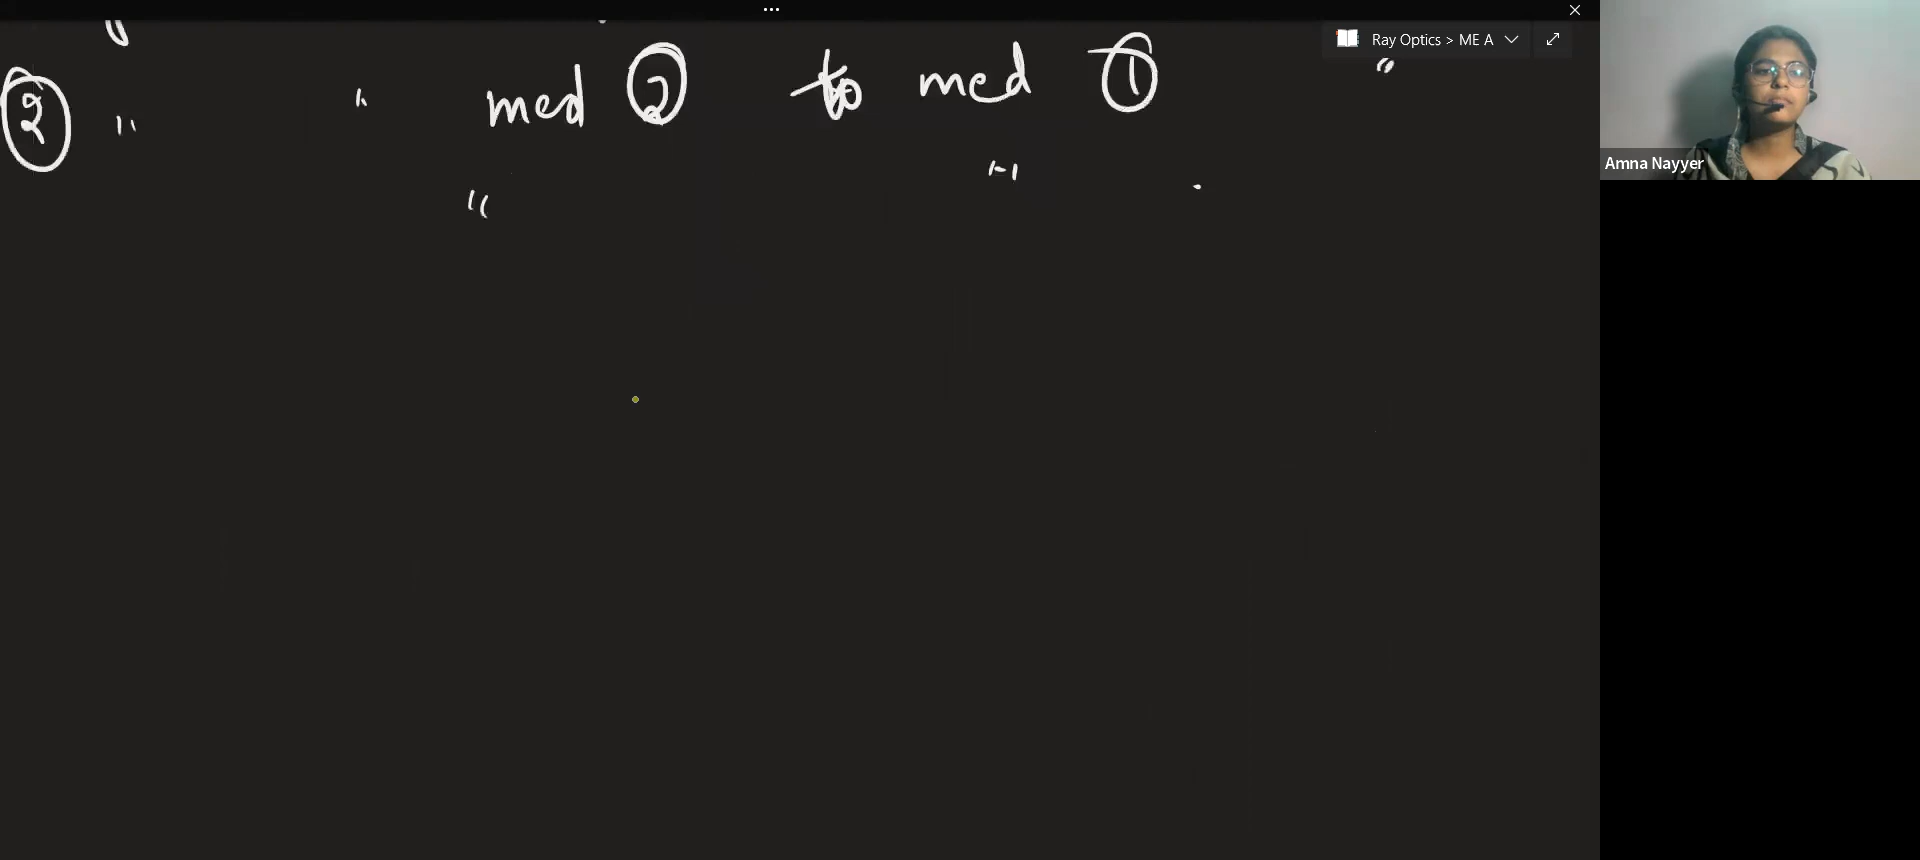 Ray Optics > ME A
② " " med ② to med ① "
" " .
Amna Nayyer